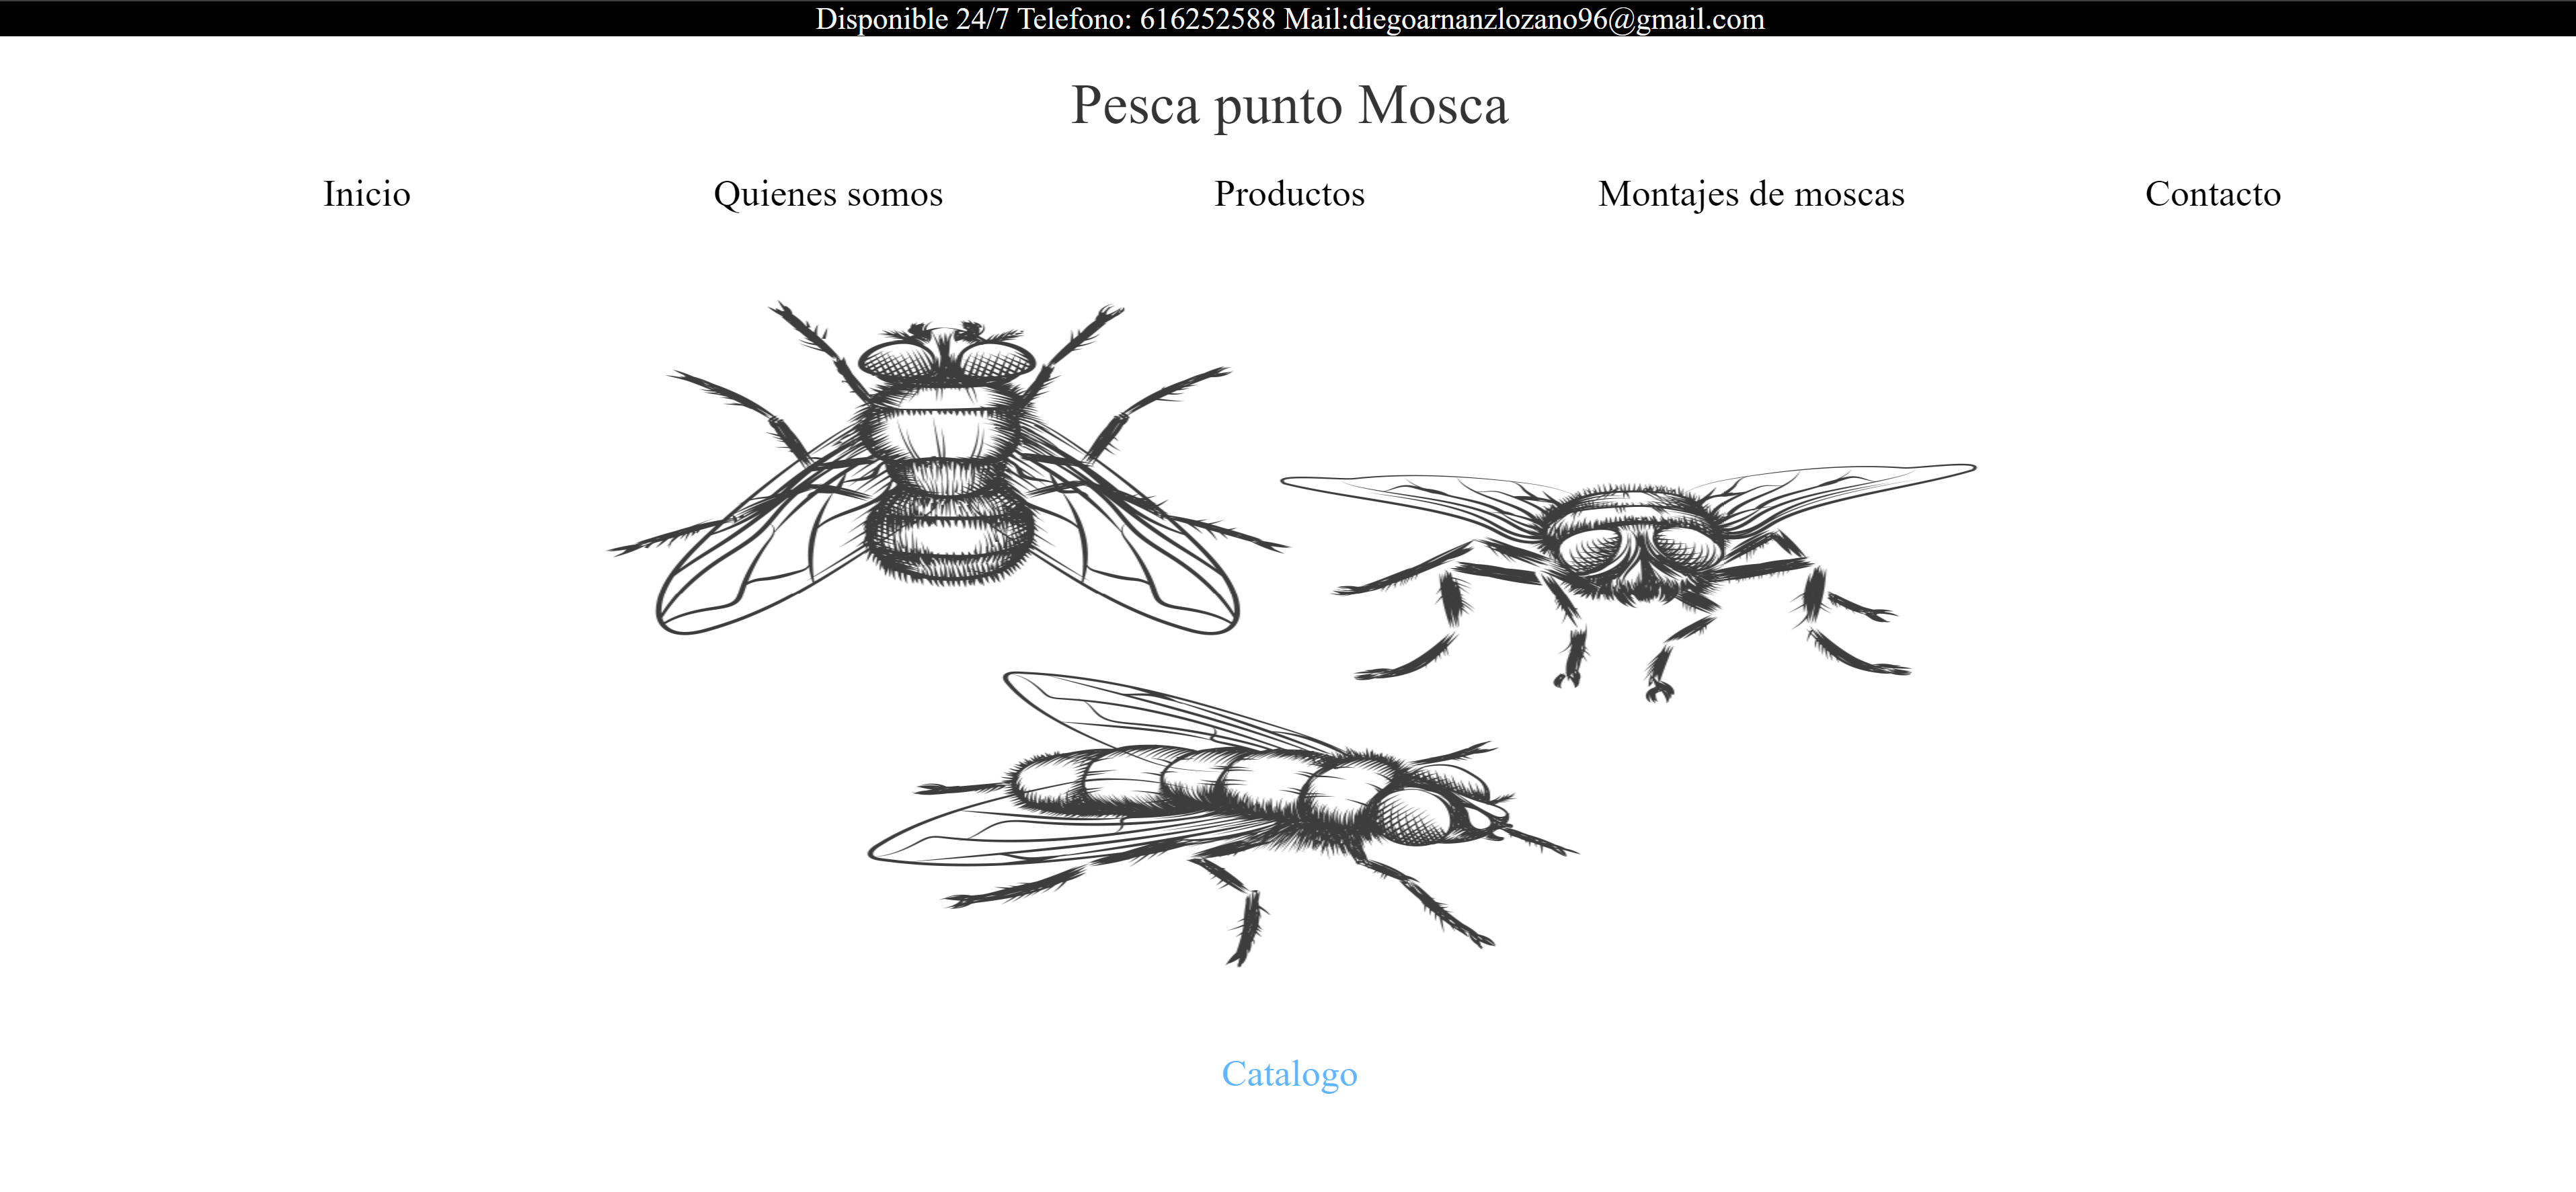 Disponible 24/7 Telefono: 616252588 Mail:diegoarnanzlozano96@gmail.com
Pesca punto Mosca
Inicio Quienes somos Productos Montajes de moscas Contacto
Catalogo